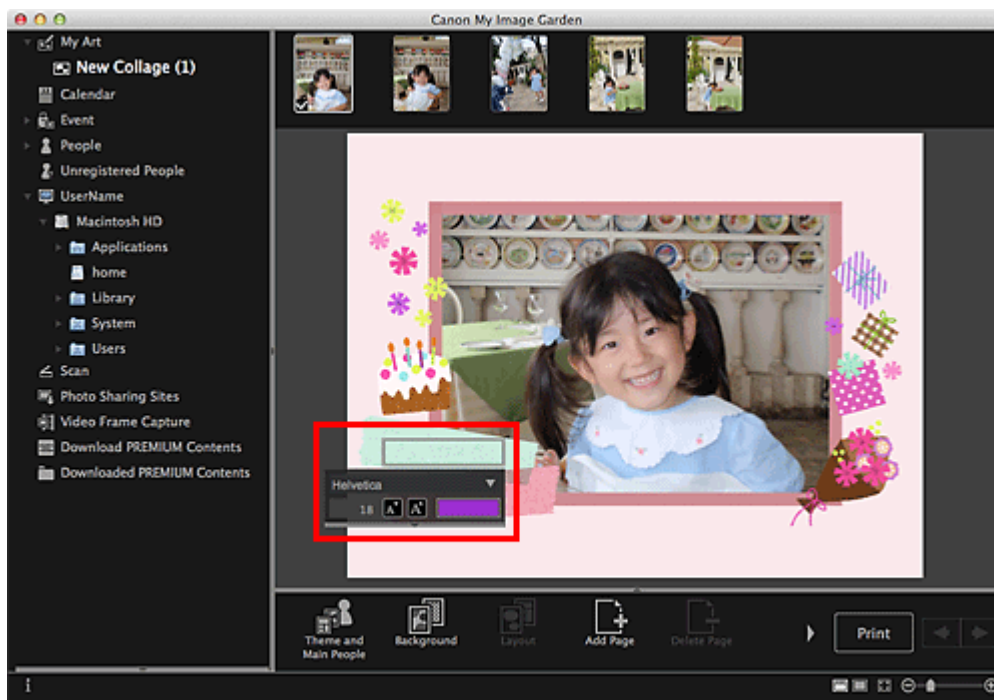 Canon My Image Garden
My Art
New Collage (1)
Calendar
Event
People
Unregistered People
UserName
Macintosh HD
Applications
home
Library
System
Users
Scan
Photo Sharing Sites
Video Frame Capture
Download PREMIUM Contents
Downloaded PREMIUM Contents
Helvetica
18 A A
Theme and
Main People
Background
Layout
Add Page
Delete Page
Print